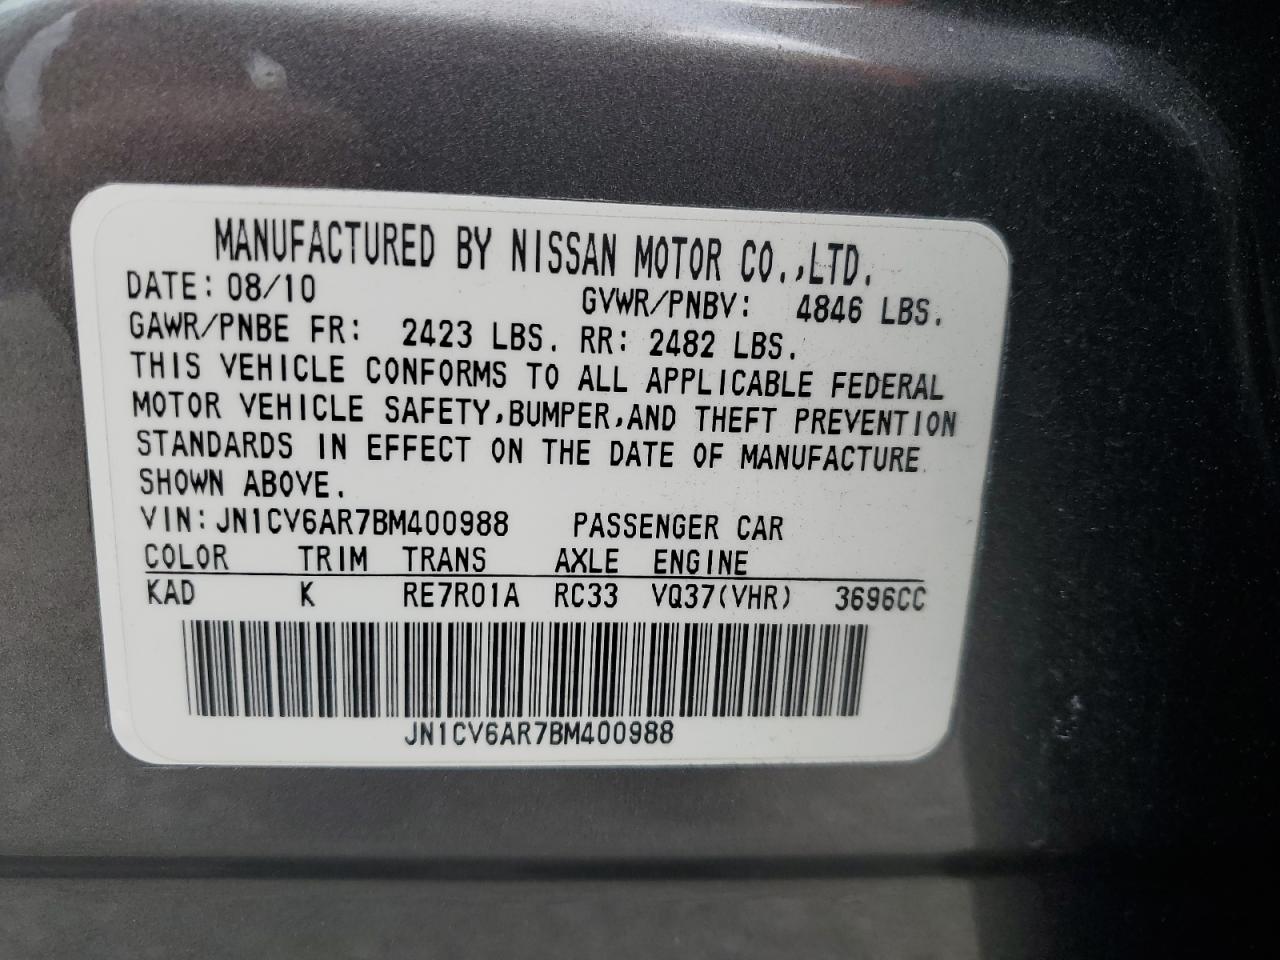 MANUFACTURED BY NISSAN MOTOR CO.,LTD.
DATE: 08/10 GVWR/PNBV: 4846 LBS.
GAWR/PNBE FR: 2423 LBS. RR: 2482 LBS.
THIS VEHICLE CONFORMS TO ALL APPLICABLE FEDERAL
MOTOR VEHICLE SAFETY,BUMPER,AND THEFT PREVENTION
STANDARDS IN EFFECT ON THE DATE OF MANUFACTURE
SHOWN ABOVE.
VIN:JN1CV6AR7BM400988 PASSENGER CAR
COLOR TRIM TRANS AXLE ENGINE
KAD K RE7R01A RC33 VQ37(VHR) 3696CC
JN1CV6AR7BM400988